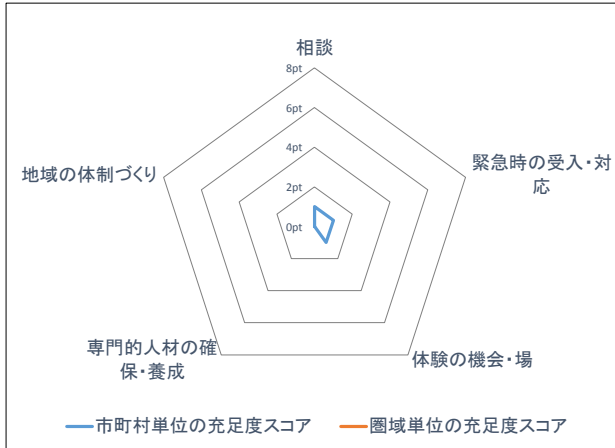 相談
8pt
6pt
4pt
2pt
0pt
緊急時の受入・対
応
体験の機会・場
専門的人材の確
保・養成
地域の体制づくり
市町村単位の充足度スコア
圏域単位の充足度スコア